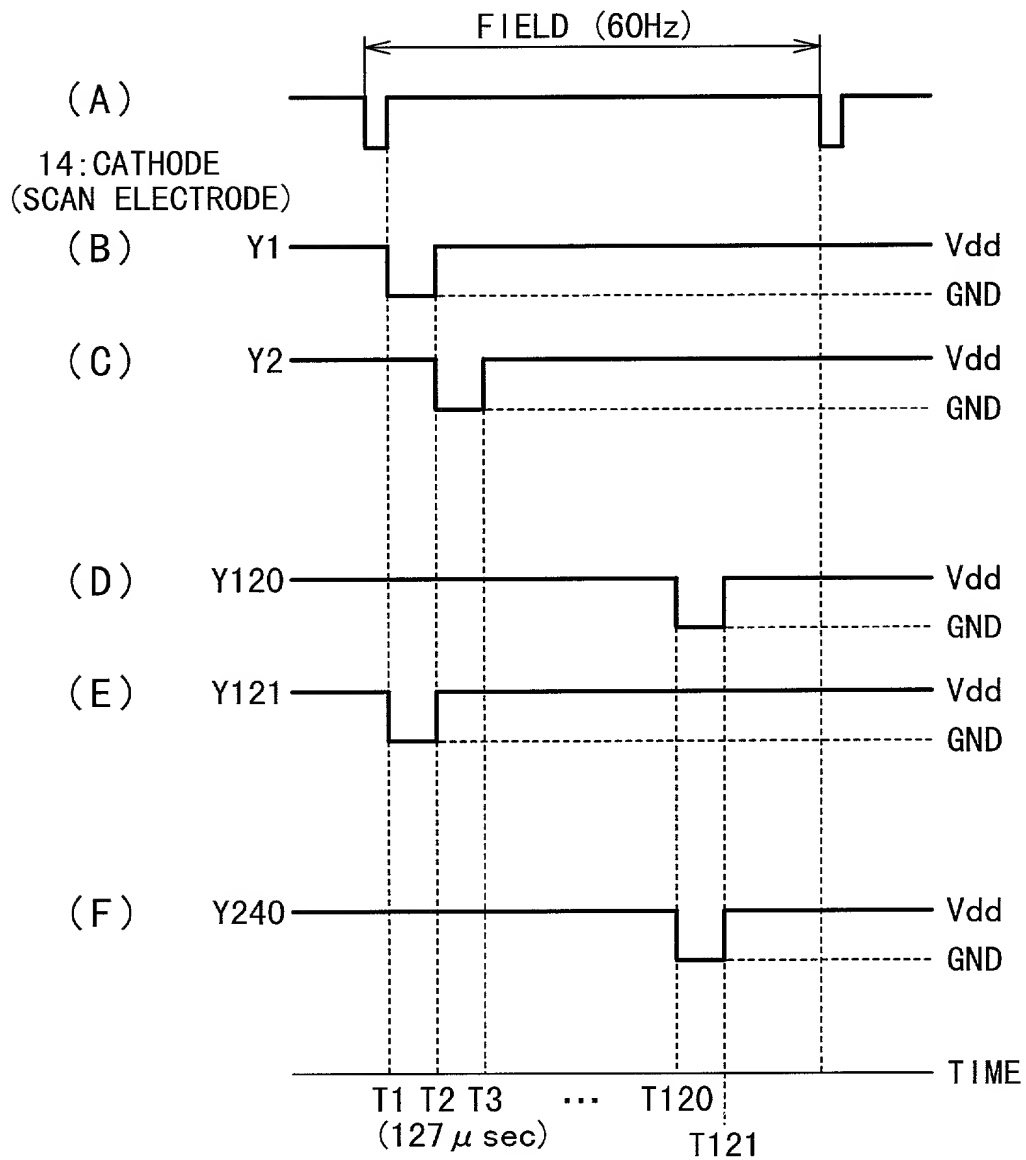 FIELD (60Hz)
(A)
14:CATHODE
(SCAN ELECTRODE)
(B) Y1 Vdd
GND
(C) Y2 Vdd
GND
(D) Y120 Vdd
GND
(E) Y121 Vdd
GND
(F) Y240 Vdd
GND
TIME
T1 T2 T3 ··· T120
(127 μ sec) T121